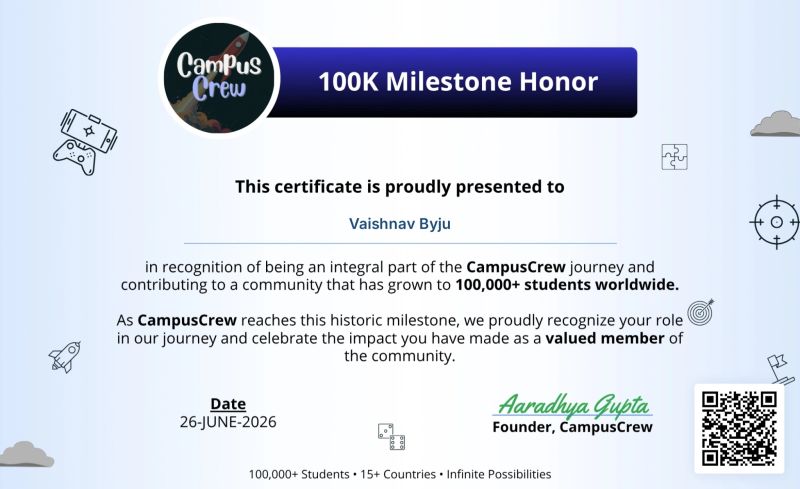 CamPus
Crew
100K Milestone Honor
This certificate is proudly presented to
Vaishnav Byju
in recognition of being an integral part of the CampusCrew journey and
contributing to a community that has grown to 100,000+ students worldwide.
As CampusCrew reaches this historic milestone, we proudly recognize your role
in our journey and celebrate the impact you have made as a valued member of
the community.
Date
26-JUNE-2026
Aaradhya Gupta
Founder, CampusCrew
100,000+ Students • 15+ Countries • Infinite Possibilities